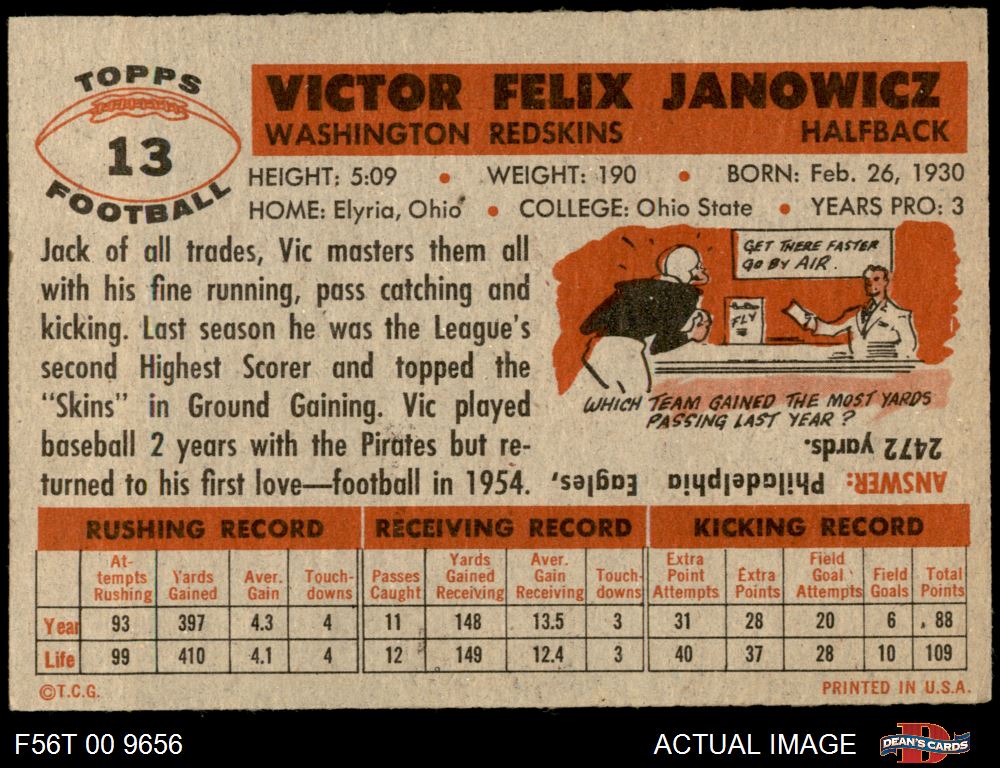 TOPPS
13
FOOTBALL
VICTOR FELIX JANOWICZ
WASHINGTON REDSKINS HALFBACK
HEIGHT: 5:09 • WEIGHT: 190 • BORN: Feb. 26, 1930
HOME: Elyria, Ohio • COLLEGE: Ohio State • YEARS PRO: 3
Jack of all trades, Vic masters them all
with his fine running, pass catching and
kicking. Last season he was the League's
second Highest Scorer and topped the
"Skins" in Ground Gaining. Vic played
baseball 2 years with the Pirates but re-
turned to his first love—football in 1954.
GET THERE FASTER
GO BY AIR.
FLY
WHICH TEAM GAINED THE MOST YARDS
PASSING LAST YEAR?
ANSWER: Philadelphia Eagles,
2472 yards.
RUSHING RECORD RECEIVING RECORD KICKING RECORD
At-
tempts
Rushing
Yards
Gained
Aver.
Gain
Touch-
downs
Passes
Caught
Yards
Gained
Receiving
Aver.
Gain
Receiving
Touch-
downs
Extra
Point
Attempts
Extra
Points
Field
Goal
Attempts
Field
Goals
Total
Points
Year 93 397 4.3 4 11 148 13.5 3 31 28 20 6 88
Life 99 410 4.1 4 12 149 12.4 3 40 37 28 10 109
©T.C.G. PRINTED IN U.S.A.
F56T 00 9656 ACTUAL IMAGE DEAN'S CARDS